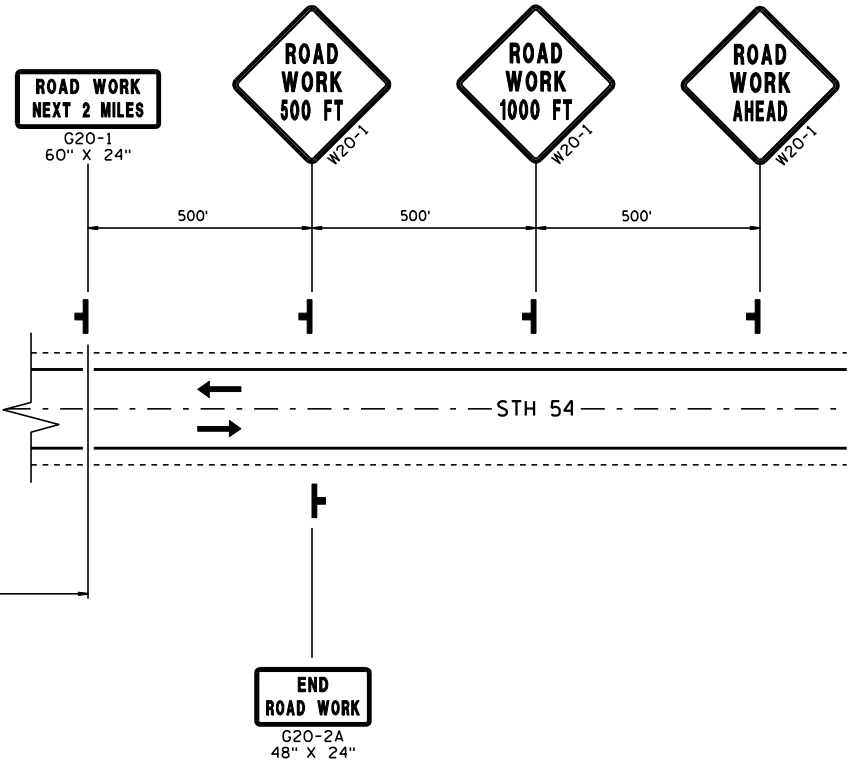 ROAD WORK
NEXT 2 MILES
G20-1
60" X 24"
ROAD
WORK
500 FT
W20-1
ROAD
WORK
1000 FT
W20-1
ROAD
WORK
AHEAD
W20-1
500'
500'
500'
STH 54
END
ROAD WORK
G20-2A
48" X 24"